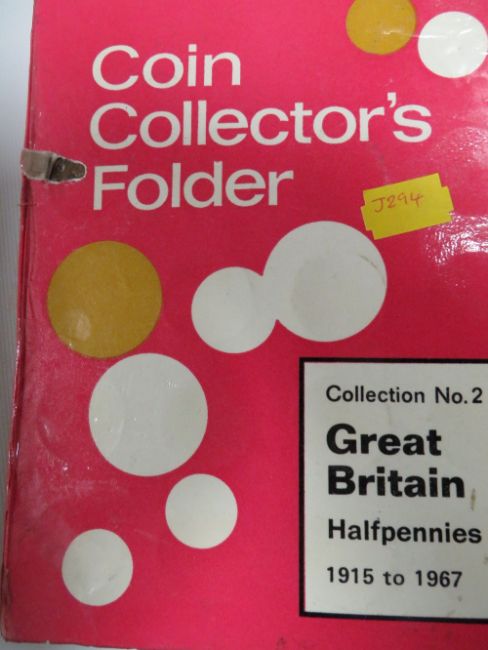 Coin
Collector's
Folder
J294
Collection No. 2
Great
Britain
Halfpennies
1915 to 1967